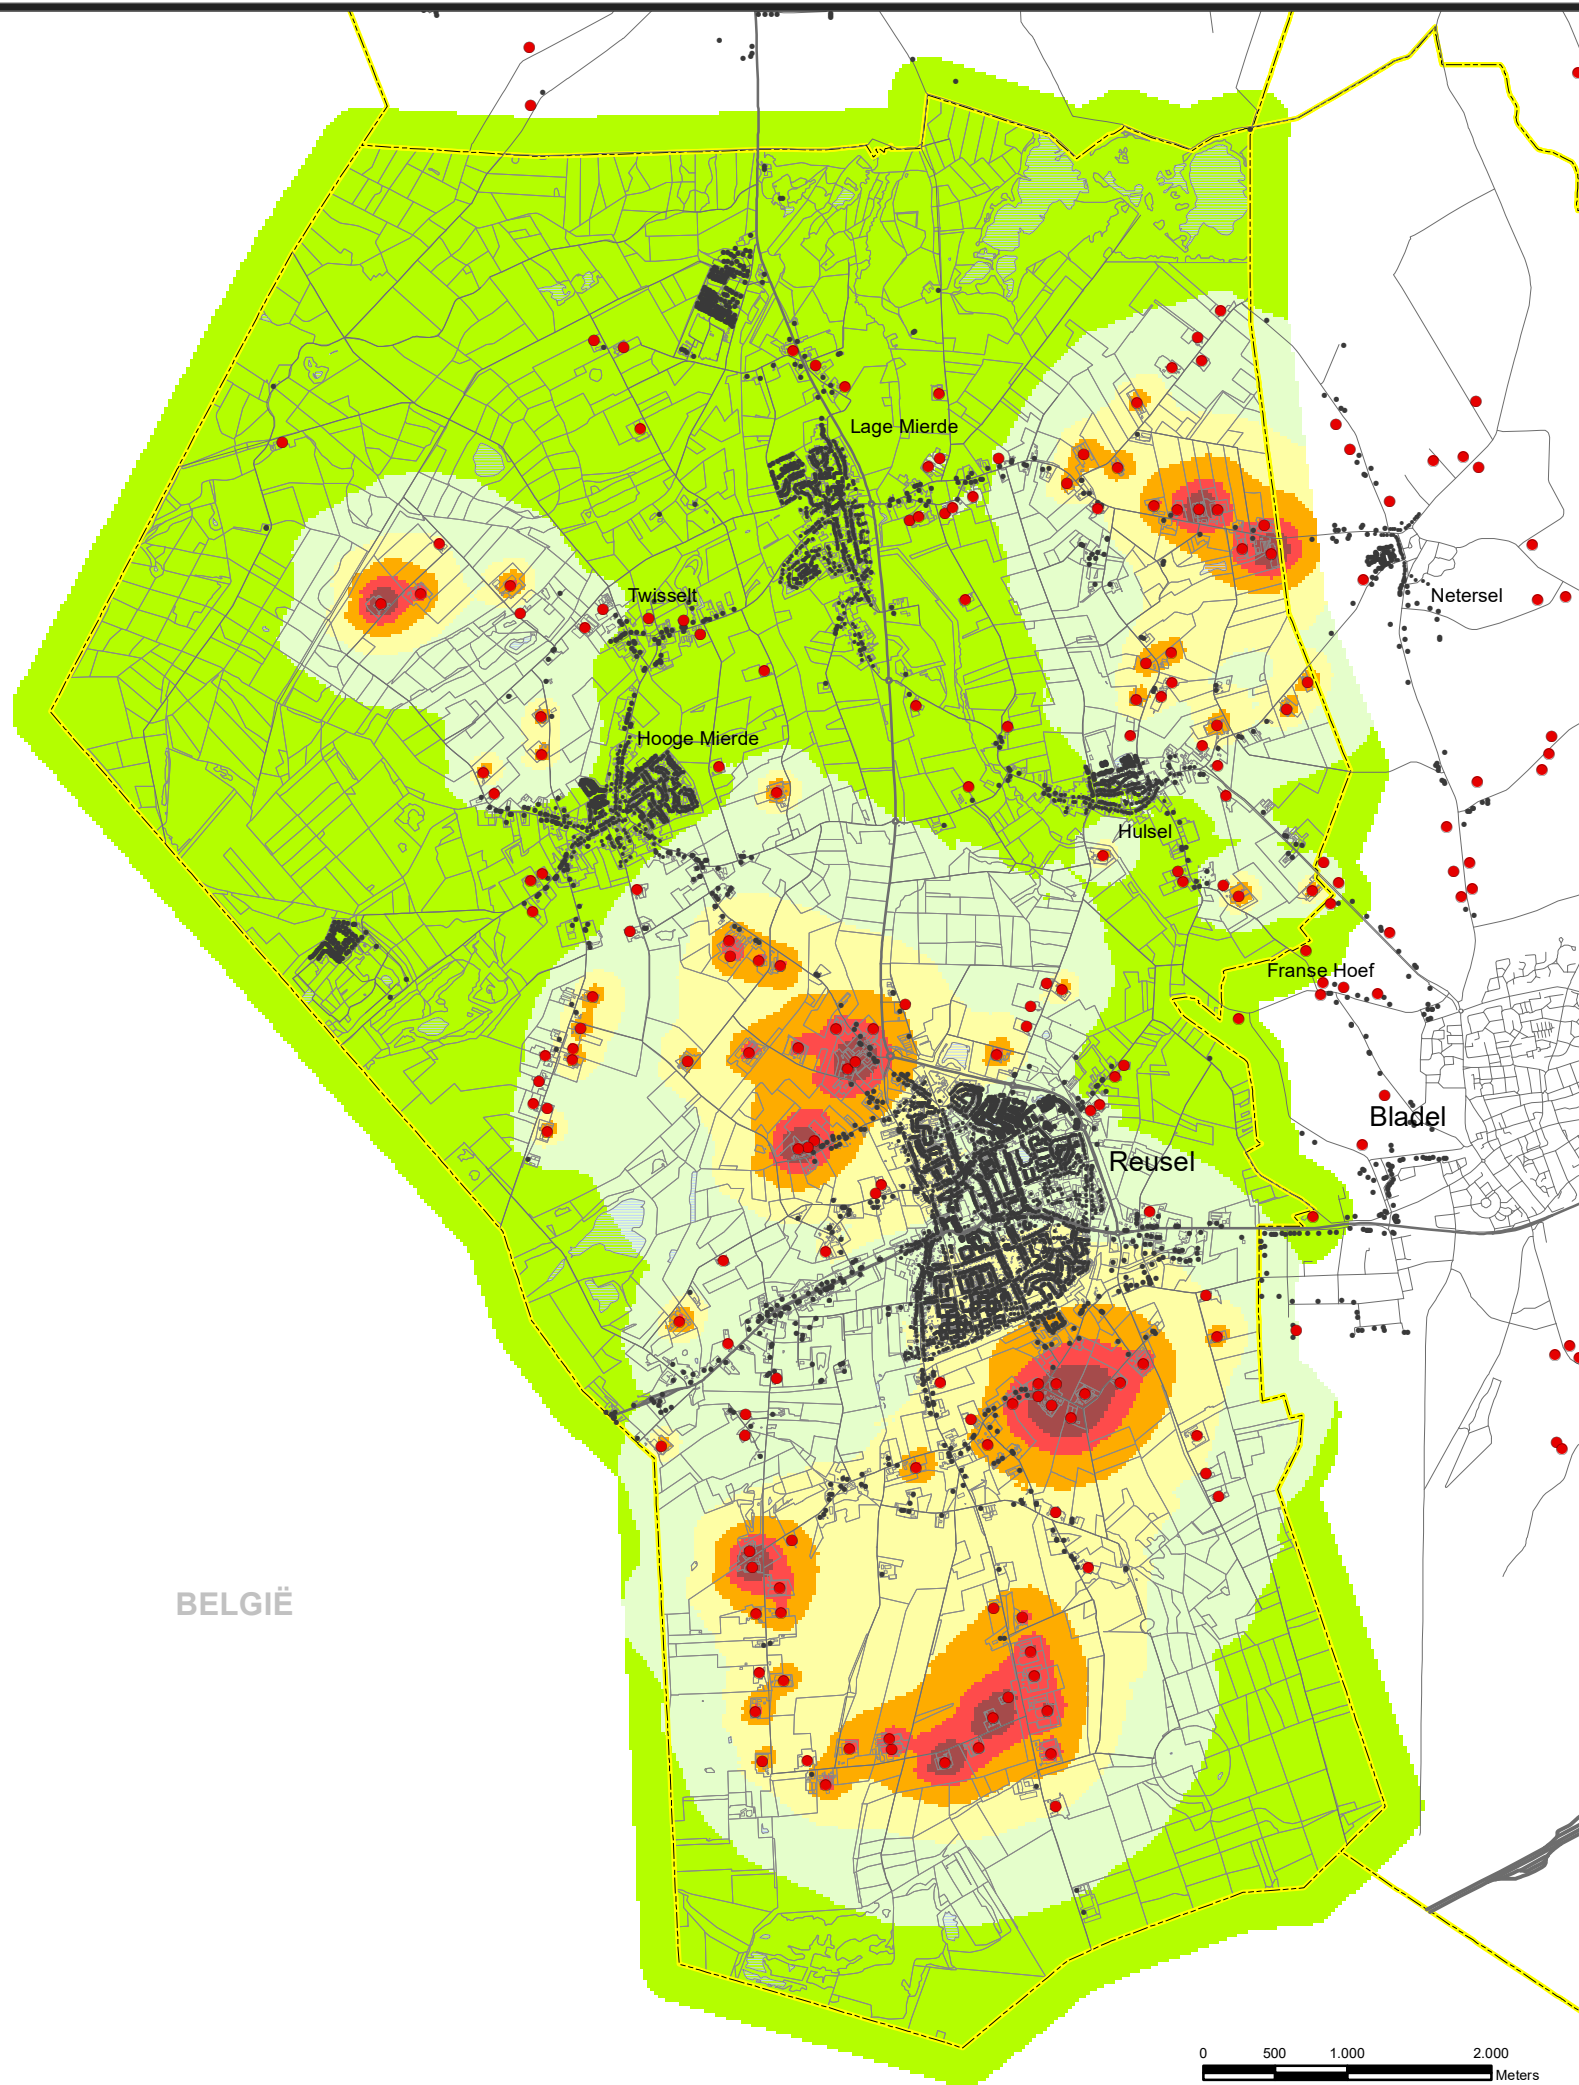 Lage Mierde
Twisselt
Netersel
Hooge Mierde
Hulsel
Franse Hoef
Bladel
Reusel
BELGIË
0 500 1.000 2.000
Meters